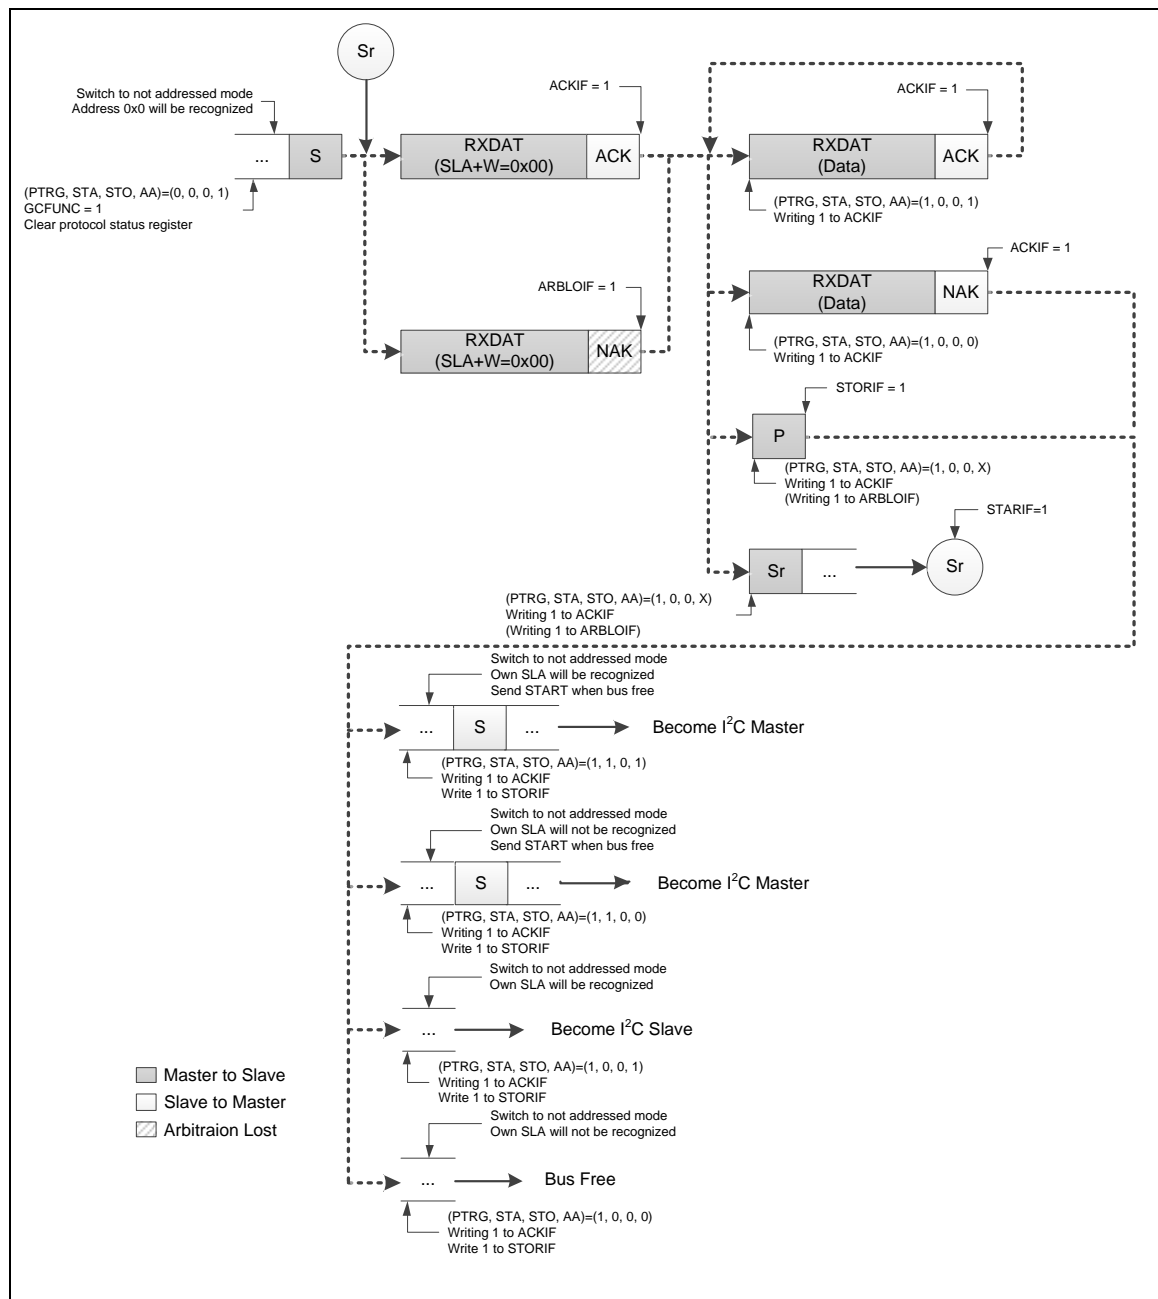 Sr
Switch to not addressed mode
Address 0x0 will be recognized
ACKIF = 1
ACKIF = 1
...
S
RXDAT
(SLA+W=0x00)
ACK
RXDAT
(Data)
ACK
(PTRG, STA, STO, AA)=(0, 0, 0, 1)
GCFUNC = 1
Clear protocol status register
(PTRG, STA, STO, AA)=(1, 0, 0, 1)
Writing 1 to ACKIF
ACKIF = 1
ARBLOIF = 1
RXDAT
(Data)
NAK
RXDAT
(SLA+W=0x00)
NAK
(PTRG, STA, STO, AA)=(1, 0, 0, 0)
Writing 1 to ACKIF
STORIF = 1
P
(PTRG, STA, STO, AA)=(1, 0, 0, X)
Writing 1 to ACKIF
(Writing 1 to ARBLOIF)
STARIF=1
Sr
...
Sr
(PTRG, STA, STO, AA)=(1, 0, 0, X)
Writing 1 to ACKIF
(Writing 1 to ARBLOIF)
Switch to not addressed mode
Own SLA will be recognized
Send START when bus free
...
S
...
Become I²C Master
(PTRG, STA, STO, AA)=(1, 1, 0, 1)
Writing 1 to ACKIF
Write 1 to STORIF
Switch to not addressed mode
Own SLA will not be recognized
Send START when bus free
...
S
...
Become I²C Master
(PTRG, STA, STO, AA)=(1, 1, 0, 0)
Writing 1 to ACKIF
Write 1 to STORIF
Switch to not addressed mode
Own SLA will be recognized
...
Become I²C Slave
(PTRG, STA, STO, AA)=(1, 0, 0, 1)
Writing 1 to ACKIF
Write 1 to STORIF
Master to Slave
Slave to Master
Arbitraion Lost
Switch to not addressed mode
Own SLA will not be recognized
...
Bus Free
(PTRG, STA, STO, AA)=(1, 0, 0, 0)
Writing 1 to ACKIF
Write 1 to STORIF